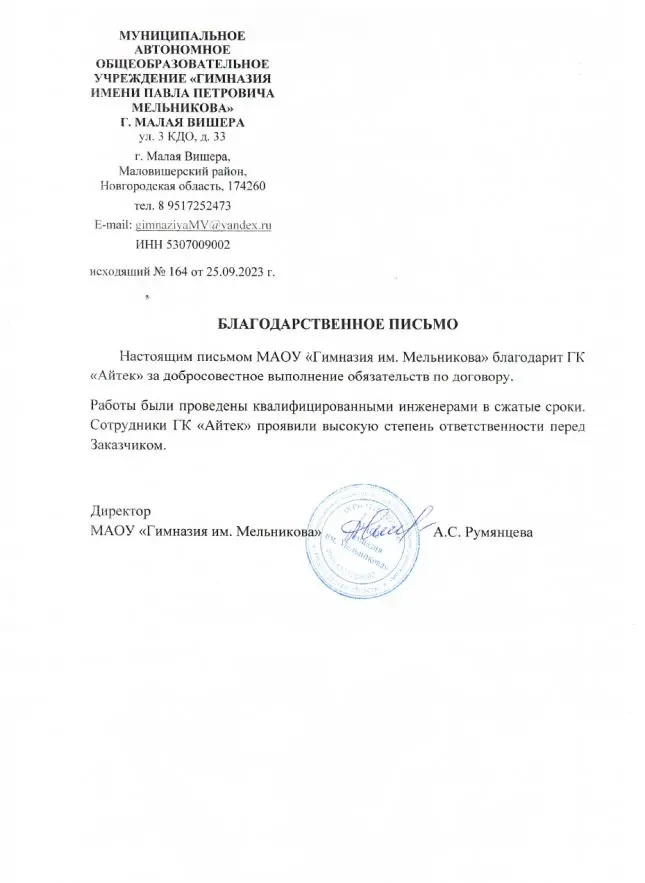 МУНИЦИПАЛЬНОЕ
АВТОНОМНОЕ
ОБЩЕОБРАЗОВАТЕЛЬНОЕ
УЧРЕЖДЕНИЕ «ГИМНАЗИЯ
ИМЕНИ ПАВЛА ПЕТРОВИЧА
МЕЛЬНИКОВА»
Г. МАЛАЯ ВИШЕРА
ул. 3 КДО, д. 33
г. Малая Вишера,
Маловишерский район,
Новгородская область, 174260
тел. 8 9517252473
E-mail: gimnaziyaMV@yandex.ru
ИНН 5307009002
исходящий № 164 от 25.09.2023 г.
БЛАГОДАРСТВЕННОЕ ПИСЬМО
Настоящим письмом МАОУ «Гимназия им. Мельникова» благодарит ГК
«Айтек» за добросовестное выполнение обязательств по договору.
Работы были проведены квалифицированными инженерами в сжатые сроки.
Сотрудники ГК «Айтек» проявили высокую степень ответственности перед
Заказчиком.
Директор
МАОУ «Гимназия им. Мельникова» А.С. Румянцева
им. Мельникова»